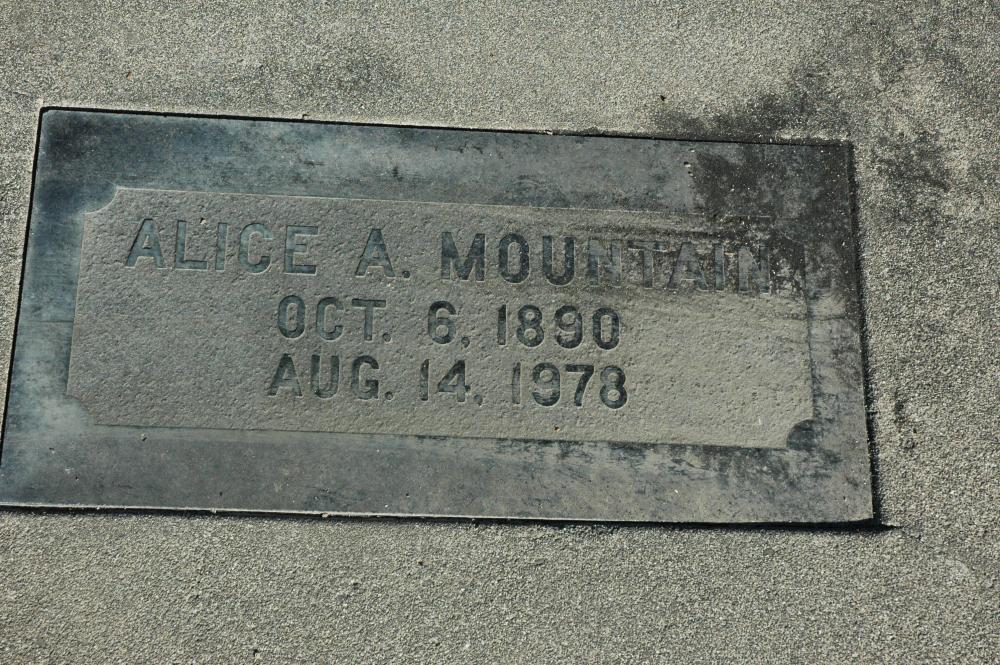 ALICE A. MOUNTAIN
OCT. 6, 1890
AUG. 14, 1978